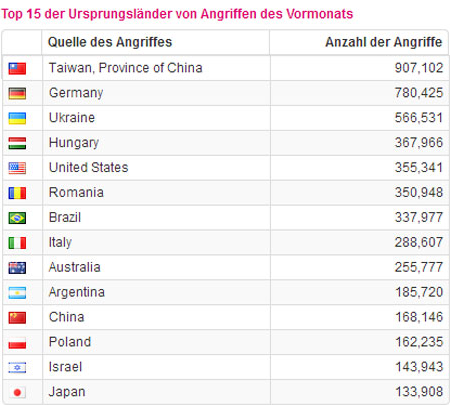 Top 15 der Ursprungsländer von Angriffen des Vormonats
Quelle des Angriffes Anzahl der Angriffe
Taiwan, Province of China 907,102
Germany 780,425
Ukraine 566,531
Hungary 367,966
United States 355,341
Romania 350,948
Brazil 337,977
Italy 288,607
Australia 255,777
Argentina 185,720
China 168,146
Poland 162,235
Israel 143,943
Japan 133,908